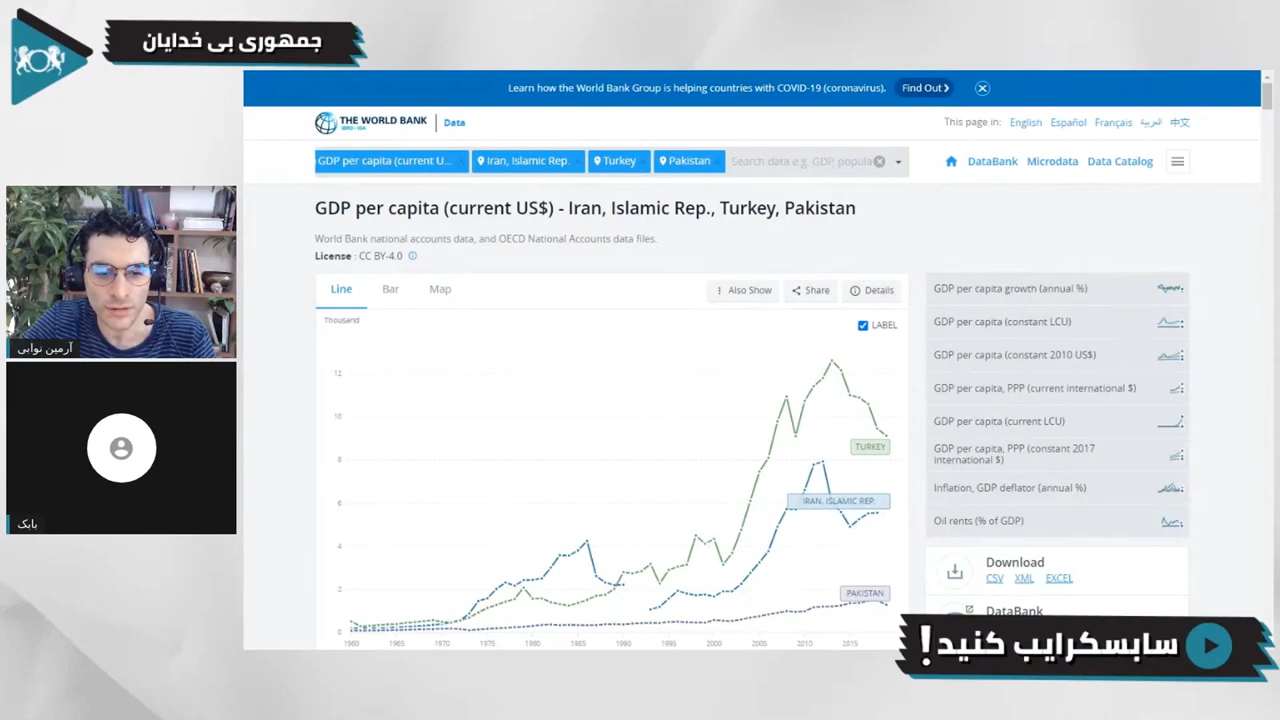 جمهوری بی خدایان
Learn how the World Bank Group is helping countries with COVID-19 (coronavirus). Find Out
THE WORLD BANK
IBRD • IDA
Data
This page in: English Español Français العربية 中文
GDP per capita (current U... Iran, Islamic Rep. Turkey Pakistan Search data e.g. GDP, popula
DataBank Microdata Data Catalog
GDP per capita (current US$) - Iran, Islamic Rep., Turkey, Pakistan
World Bank national accounts data, and OECD National Accounts data files.
License : CC BY-4.0
Line Bar Map
Also Show Share Details
Thousand
LABEL
12
10
8
6
4
2
0
TURKEY
IRAN, ISLAMIC REP.
PAKISTAN
1960 1965 1970 1975 1980 1985 1990 1995 2000 2005 2010 2015
GDP per capita growth (annual %)
GDP per capita (constant LCU)
GDP per capita (constant 2010 US$)
GDP per capita, PPP (current international $)
GDP per capita (current LCU)
GDP per capita, PPP (constant 2017
international $)
Inflation, GDP deflator (annual %)
Oil rents (% of GDP)
Download
CSV XML EXCEL
DataBank
آرمین نوابی
بابک
سابسکرایب کنید!